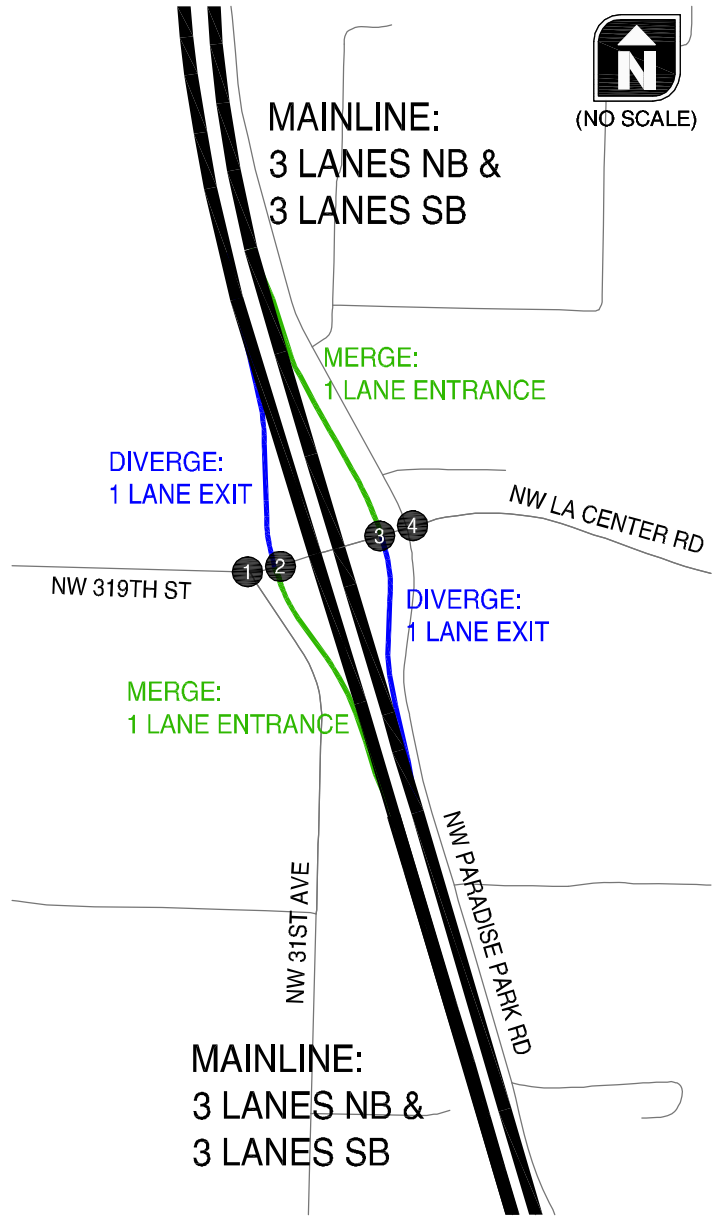 N
(NO SCALE)
MAINLINE:
3 LANES NB &
3 LANES SB
MERGE:
1 LANE ENTRANCE
DIVERGE:
1 LANE EXIT
NW LA CENTER RD
4
3
2
1
NW 319TH ST
DIVERGE:
1 LANE EXIT
MERGE:
1 LANE ENTRANCE
NW PARADISE PARK RD
NW 31ST AVE
MAINLINE:
3 LANES NB &
3 LANES SB